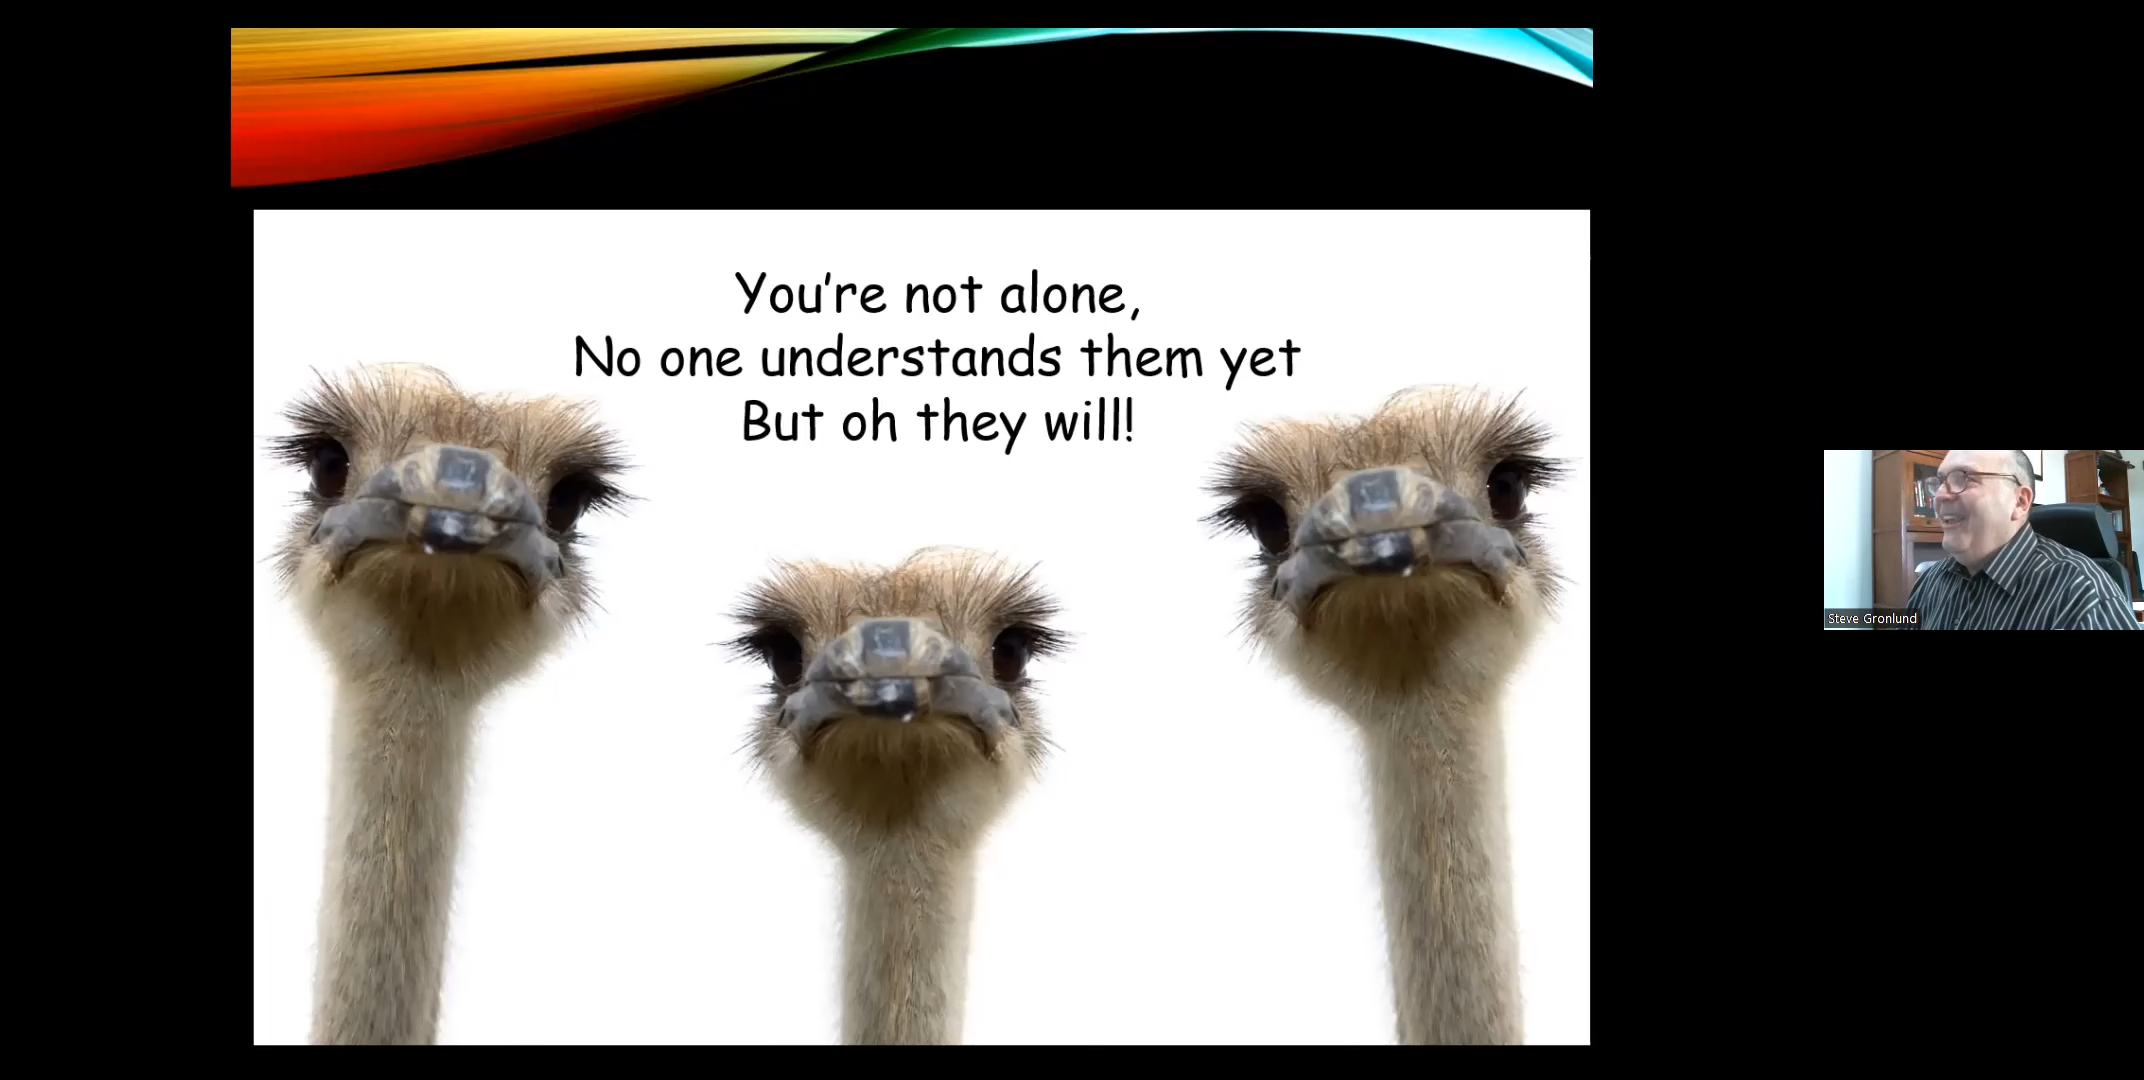 You're not alone,
No one understands them yet
But oh they will!
Steve Gronlund